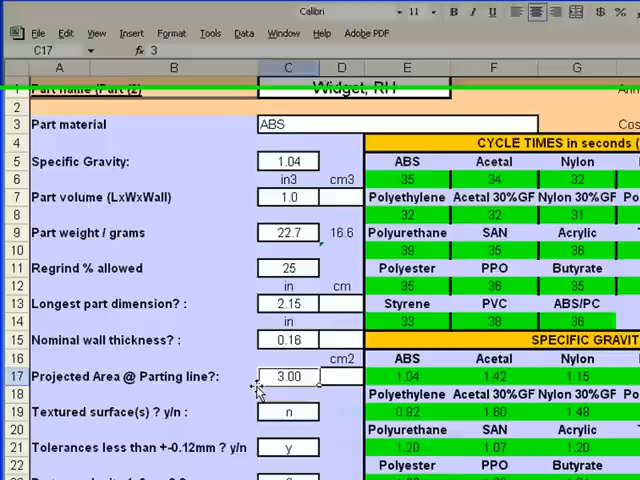 Calibri 11 B I U $ %
File Edit View Insert Format Tools Data Window Help Adobe PDF
C17 3
A B C D E F G
1 Part name (Part (2) Widget, RH
2
3 Part material ABS
4 CYCLE TIMES in seconds (
5 Specific Gravity: 1.04 ABS Acetal Nylon
6 in3 cm3 35 34 32
7 Part volume (LxWxWall) 1.0 Polyethylene Acetal 30%GF Nylon 30%GF
8 32 32 31
9 Part weight / grams 22.7 16.6 Polyurethane SAN Acrylic
10 39 35 36
11 Regrind % allowed 25 Polyester PPO Butyrate
12 in cm 35 36 35
13 Longest part dimension? : 2.15 Styrene PVC ABS/PC
14 in 33 38 36
15 Nominal wall thickness? : 0.16 SPECIFIC GRAVIT
16 cm2 ABS Acetal Nylon
17 Projected Area @ Parting line?: 3.00 1.04 1.42 1.15
18 Polyethylene Acetal 30%GF Nylon 30%GF
19 Textured surface(s) ? y/n : n 0.92 1.60 1.48
20 Polyurethane SAN Acrylic
21 Tolerances less than +-0.12mm ? y/n y 1.20 1.07 1.20
22 Polyester PPO Butyrate